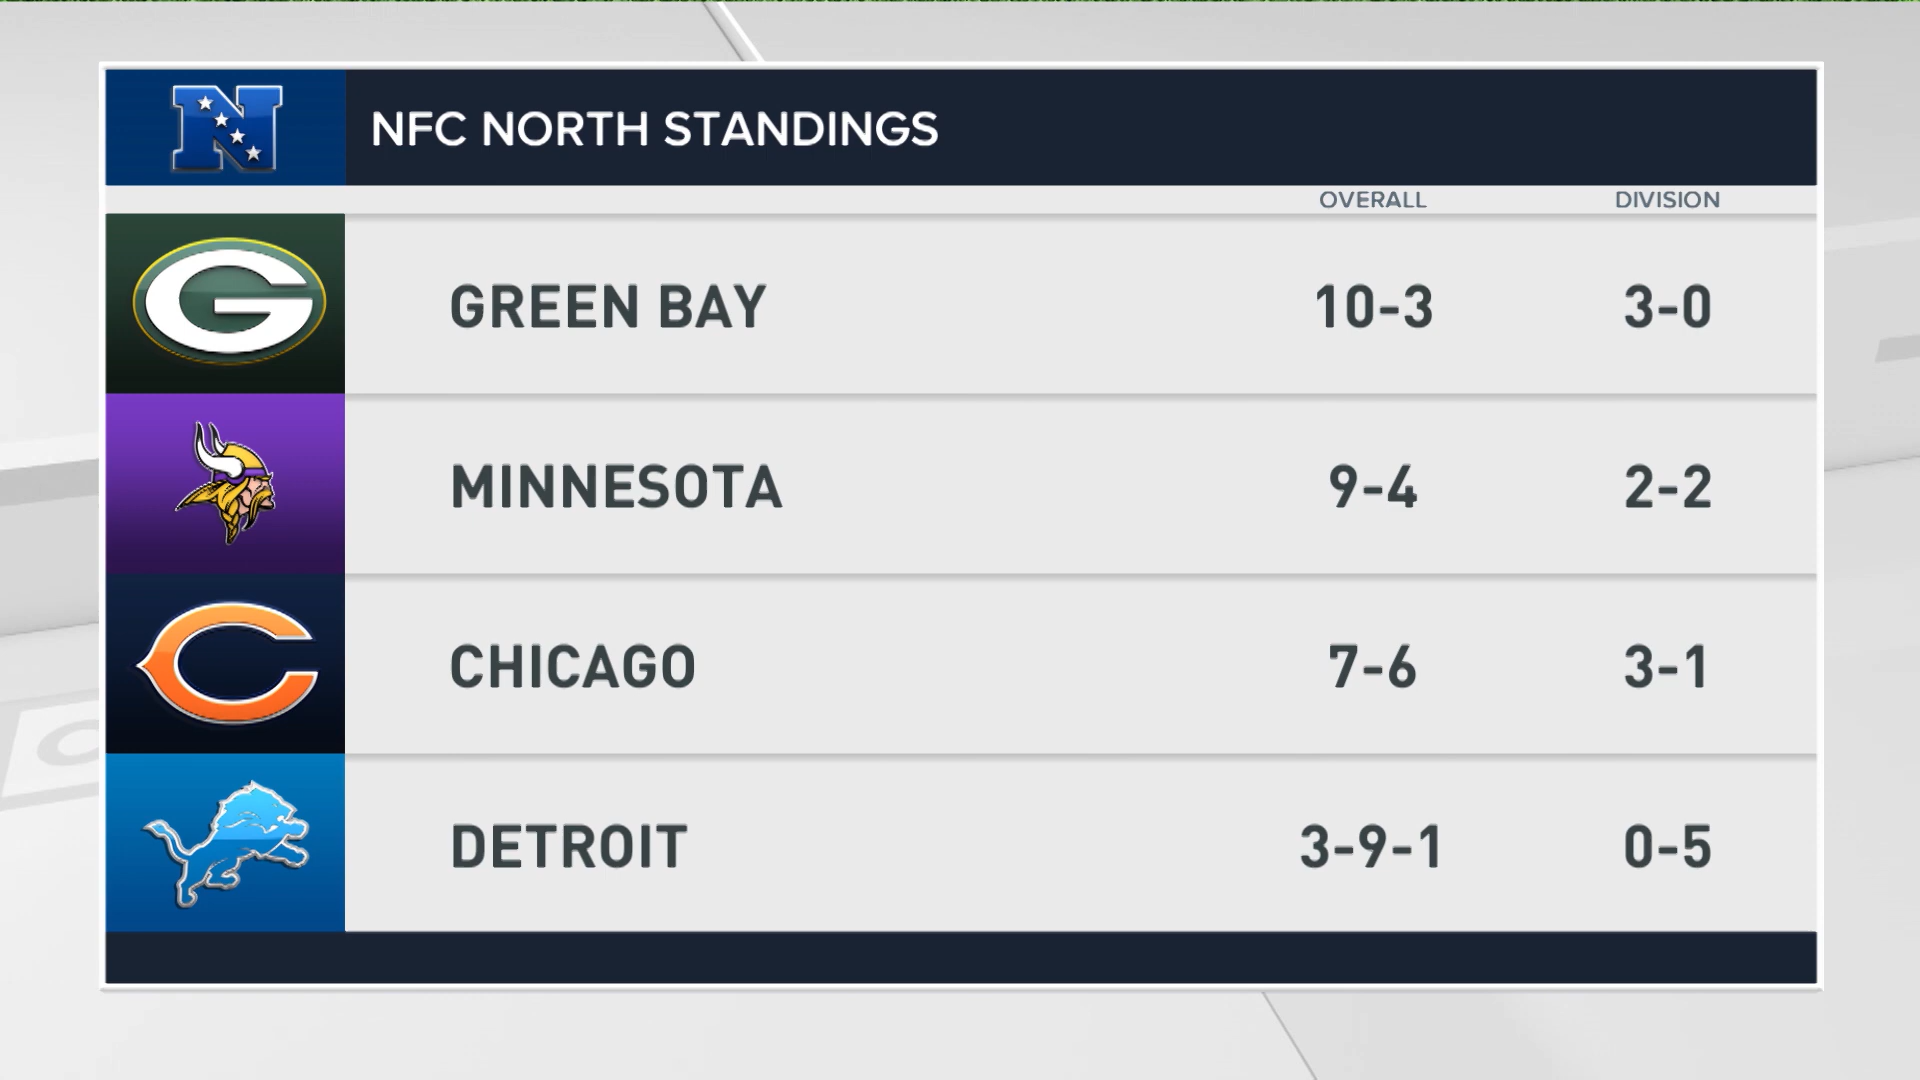 NFC NORTH STANDINGS
OVERALL DIVISION
GREEN BAY 10-3 3-0
MINNESOTA 9-4 2-2
CHICAGO 7-6 3-1
DETROIT 3-9-1 0-5